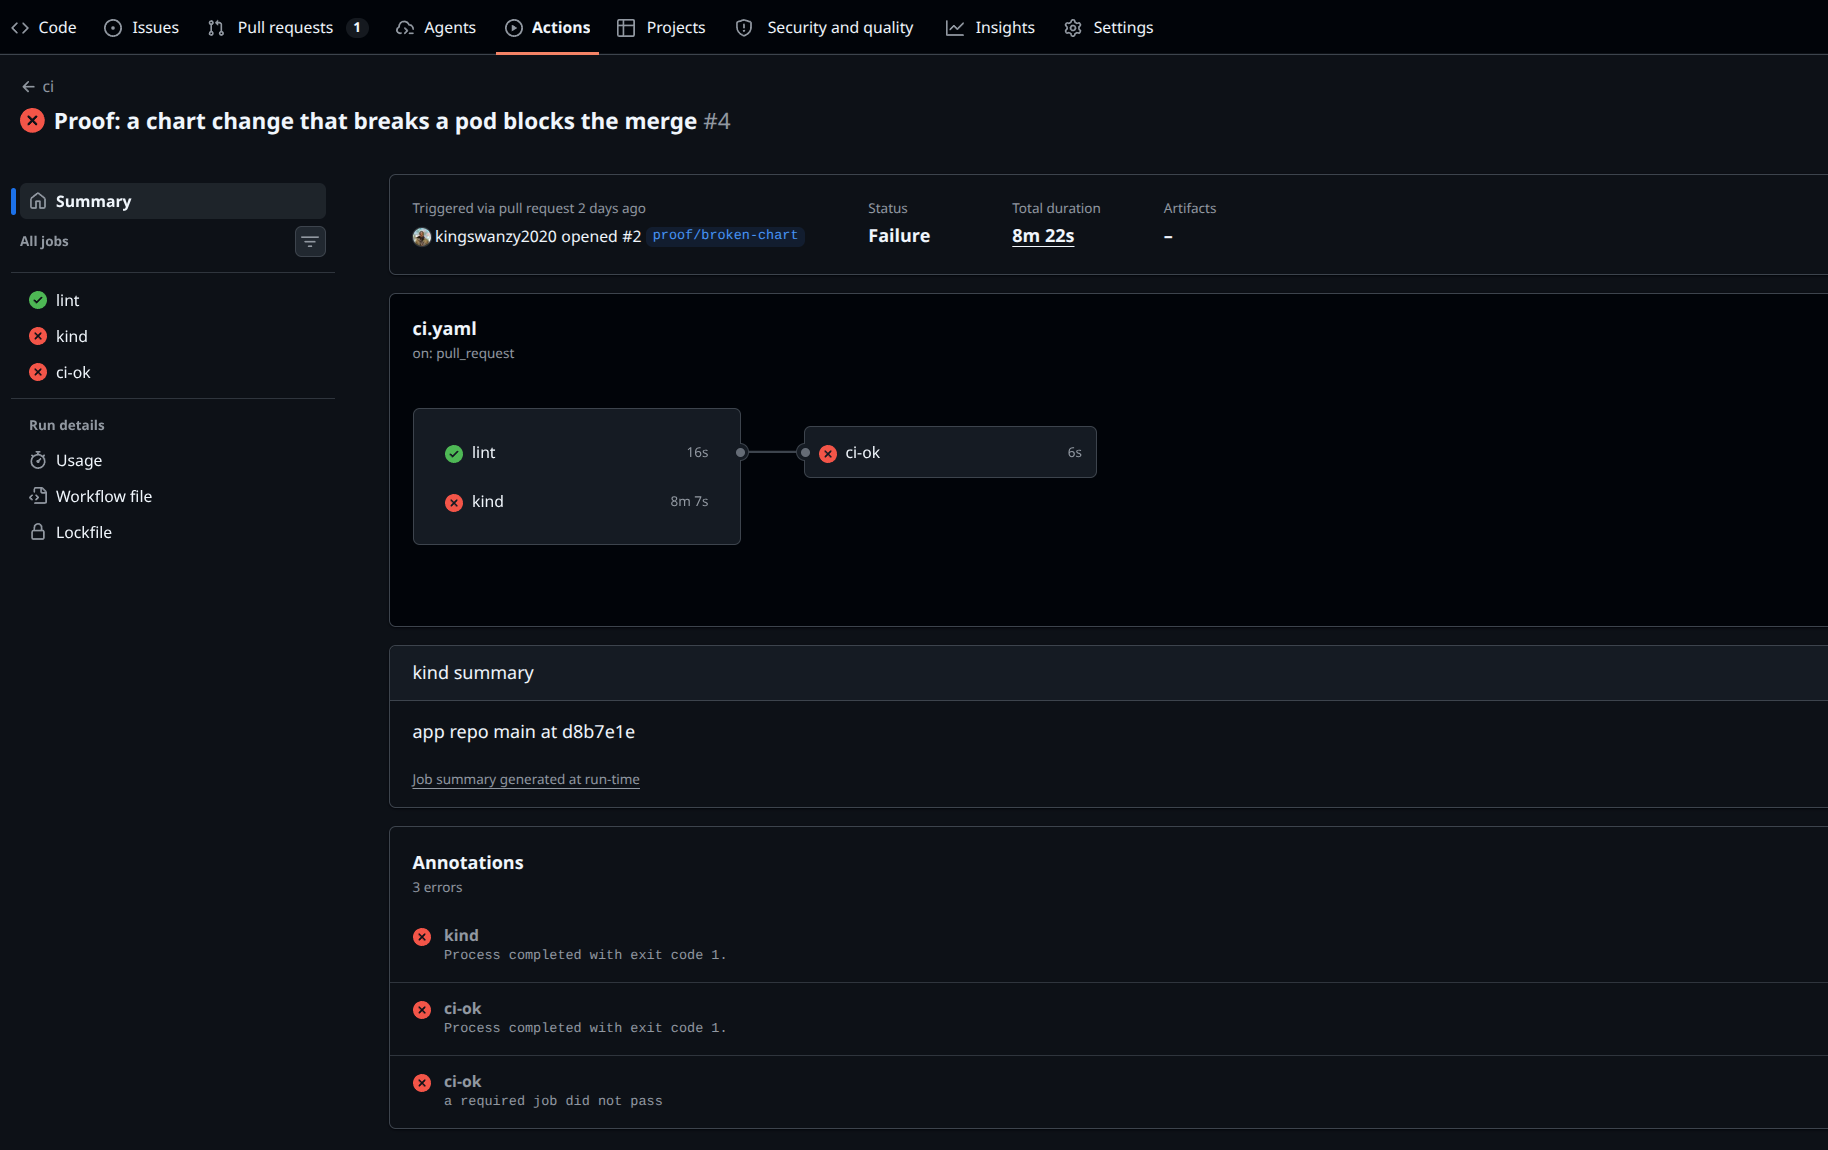 Code Issues Pull requests 1 Agents Actions Projects Security and quality Insights Settings
ci
Proof: a chart change that breaks a pod blocks the merge #4
Summary
All jobs
lint
kind
ci-ok
Run details
Usage
Workflow file
Lockfile
Triggered via pull request 2 days ago
kingswanzy2020 opened #2 proof/broken-chart
Status
Failure
Total duration
8m 22s
Artifacts
–
ci.yaml
on: pull_request
lint 16s
kind 8m 7s
ci-ok 6s
kind summary
app repo main at d8b7e1e
Job summary generated at run-time
Annotations
3 errors
kind
Process completed with exit code 1.
ci-ok
Process completed with exit code 1.
ci-ok
a required job did not pass